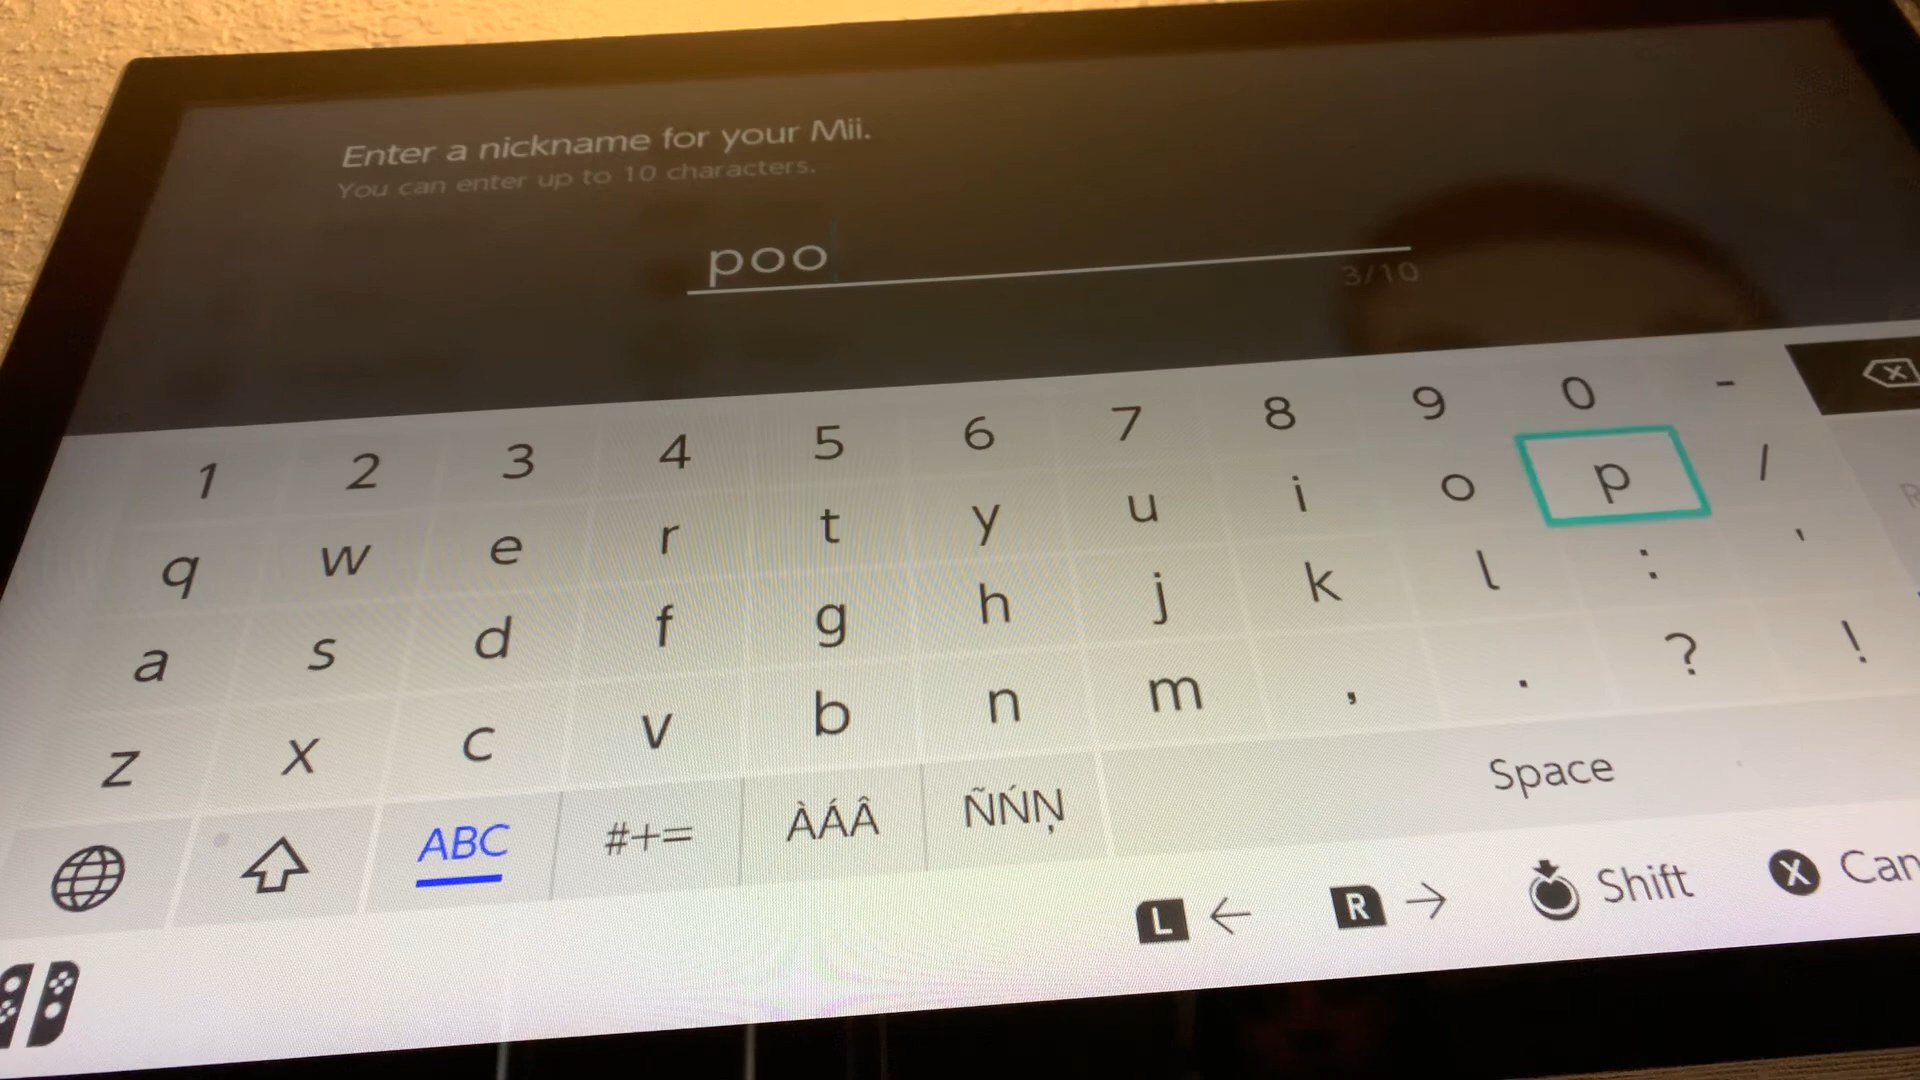 Enter a nickname for your Mii.
You can enter up to 10 characters.
poo
3/10
1 2 3 4 5 6 7 8 9 0 -
q w e r t y u i o p /
a s d f g h j k l : '
z x c v b n m , . ? !
ABC #+= ÀÁÂ ÑŃŅ Space
L ← R → Shift X Can